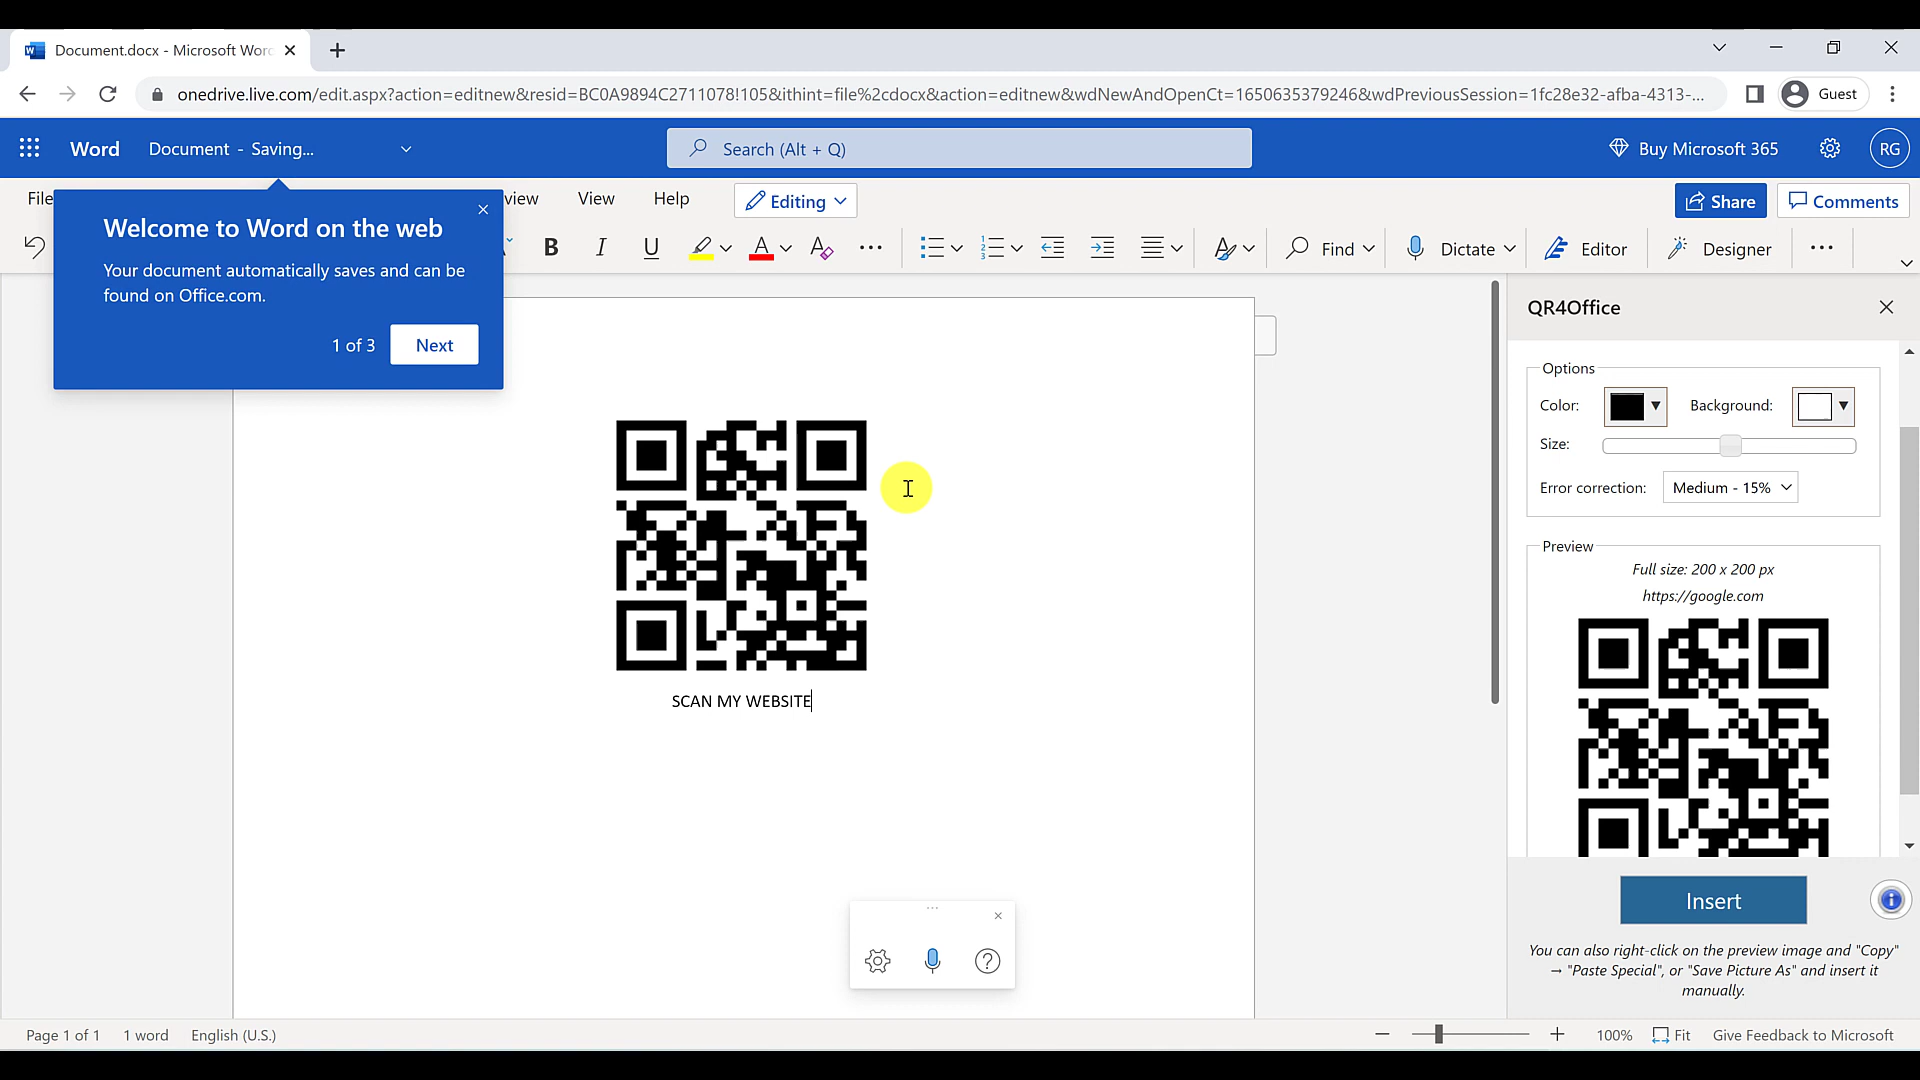 Document.docx - Microsoft Word
onedrive.live.com/edit.aspx?action=editnew&resid=BC0A9894C2711078!105&ithint=file%2cdocx&action=editnew&wdNewAndOpenCt=1650635379246&wdPreviousSession=1fc28e32-afba-4313-...
Guest
Word
Document - Saving...
Search (Alt + Q)
Buy Microsoft 365
RG
File
view
View
Help
Editing
Share
Comments
Welcome to Word on the web
Your document automatically saves and can be
found on Office.com.
1 of 3
Next
B I U A A
Find
Dictate
Editor
Designer
QR4Office
Options
Color:
Background:
Size:
Error correction:
Medium - 15%
Preview
Full size: 200 x 200 px
https://google.com
SCAN MY WEBSITE
Insert
You can also right-click on the preview image and "Copy"
→ "Paste Special", or "Save Picture As" and insert it
manually.
Page 1 of 1
1 word
English (U.S.)
100%
Fit
Give Feedback to Microsoft